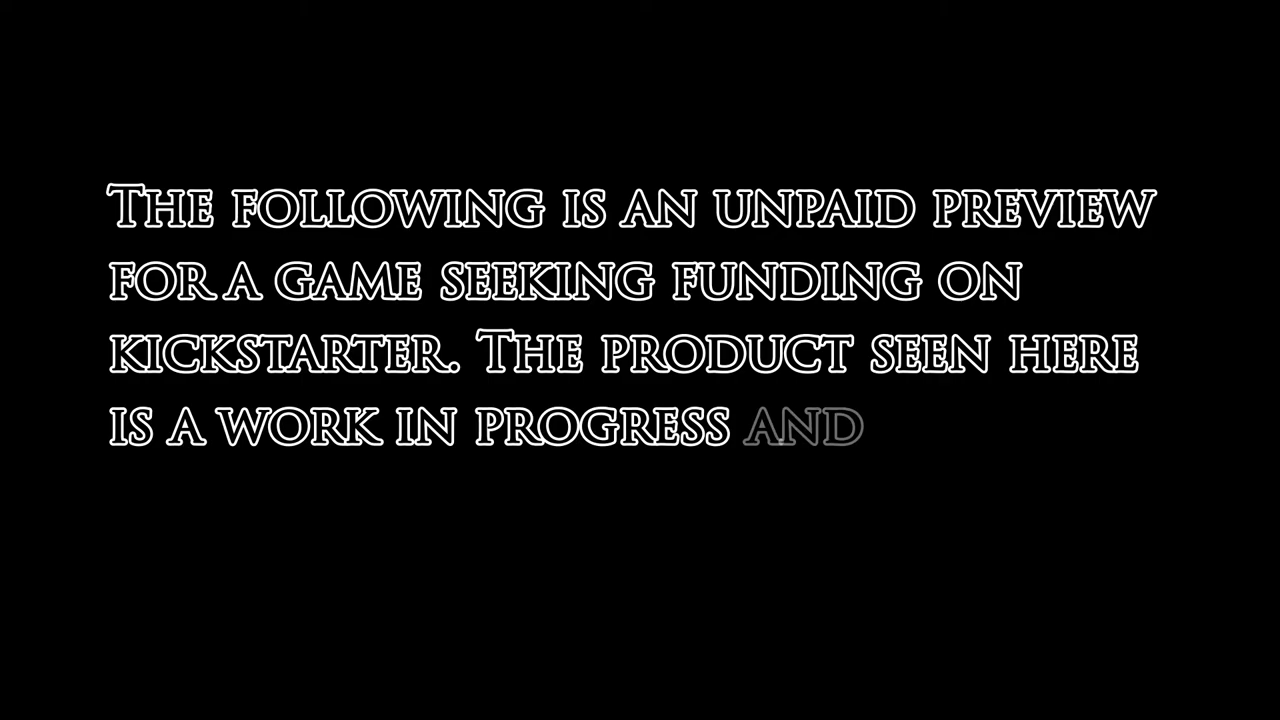 The following is an unpaid preview
for a game seeking funding on
kickstarter. The product seen here
is a work in progress and